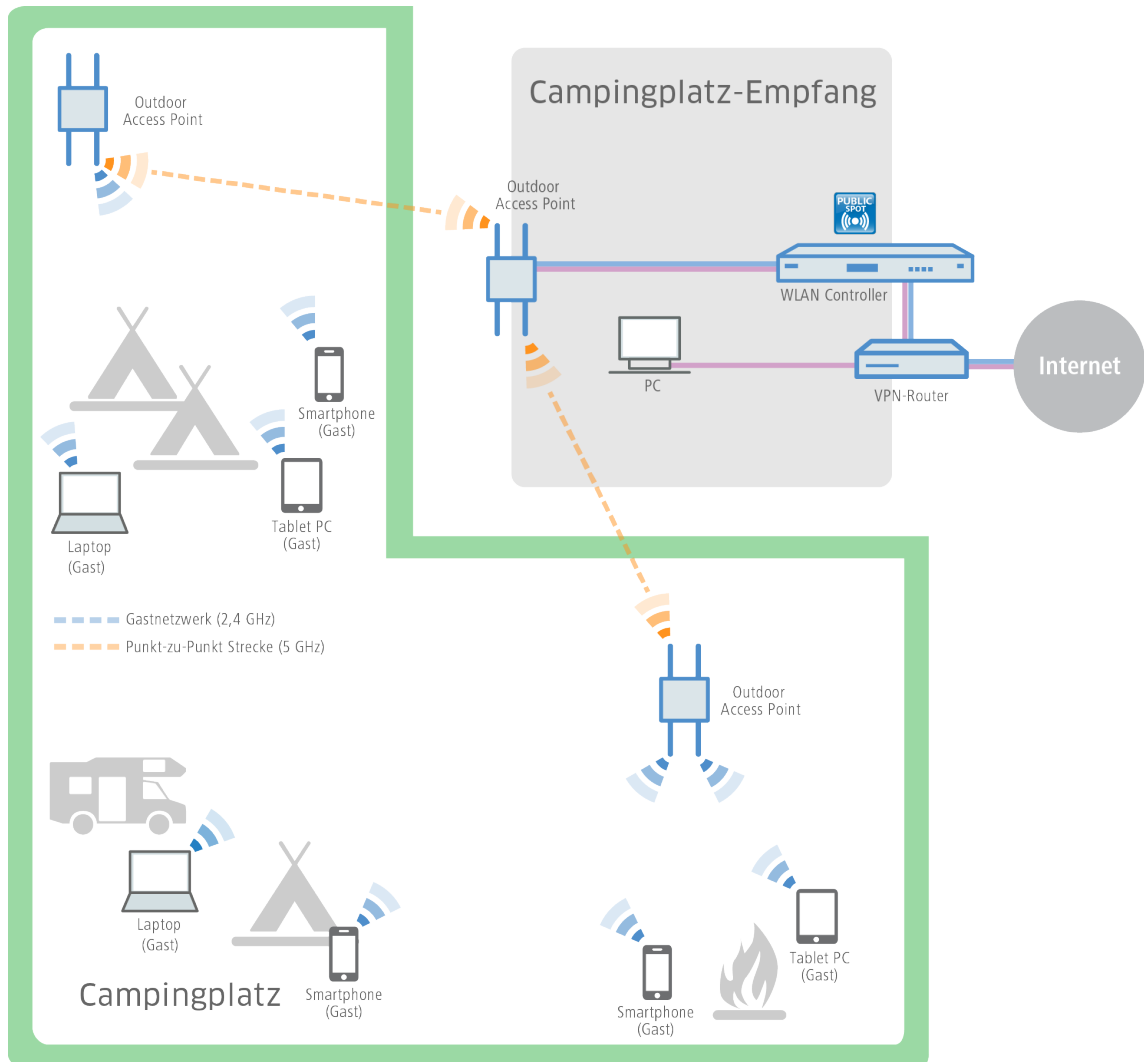 Outdoor
Access Point
Campingplatz-Empfang
Outdoor
Access Point
PUBLIC
SPOT
WLAN Controller
PC
VPN-Router
Internet
Smartphone
(Gast)
Tablet PC
(Gast)
Laptop
(Gast)
Gastnetzwerk (2,4 GHz)
Punkt-zu-Punkt Strecke (5 GHz)
Outdoor
Access Point
Laptop
(Gast)
Smartphone
(Gast)
Campingplatz
Tablet PC
(Gast)
Smartphone
(Gast)